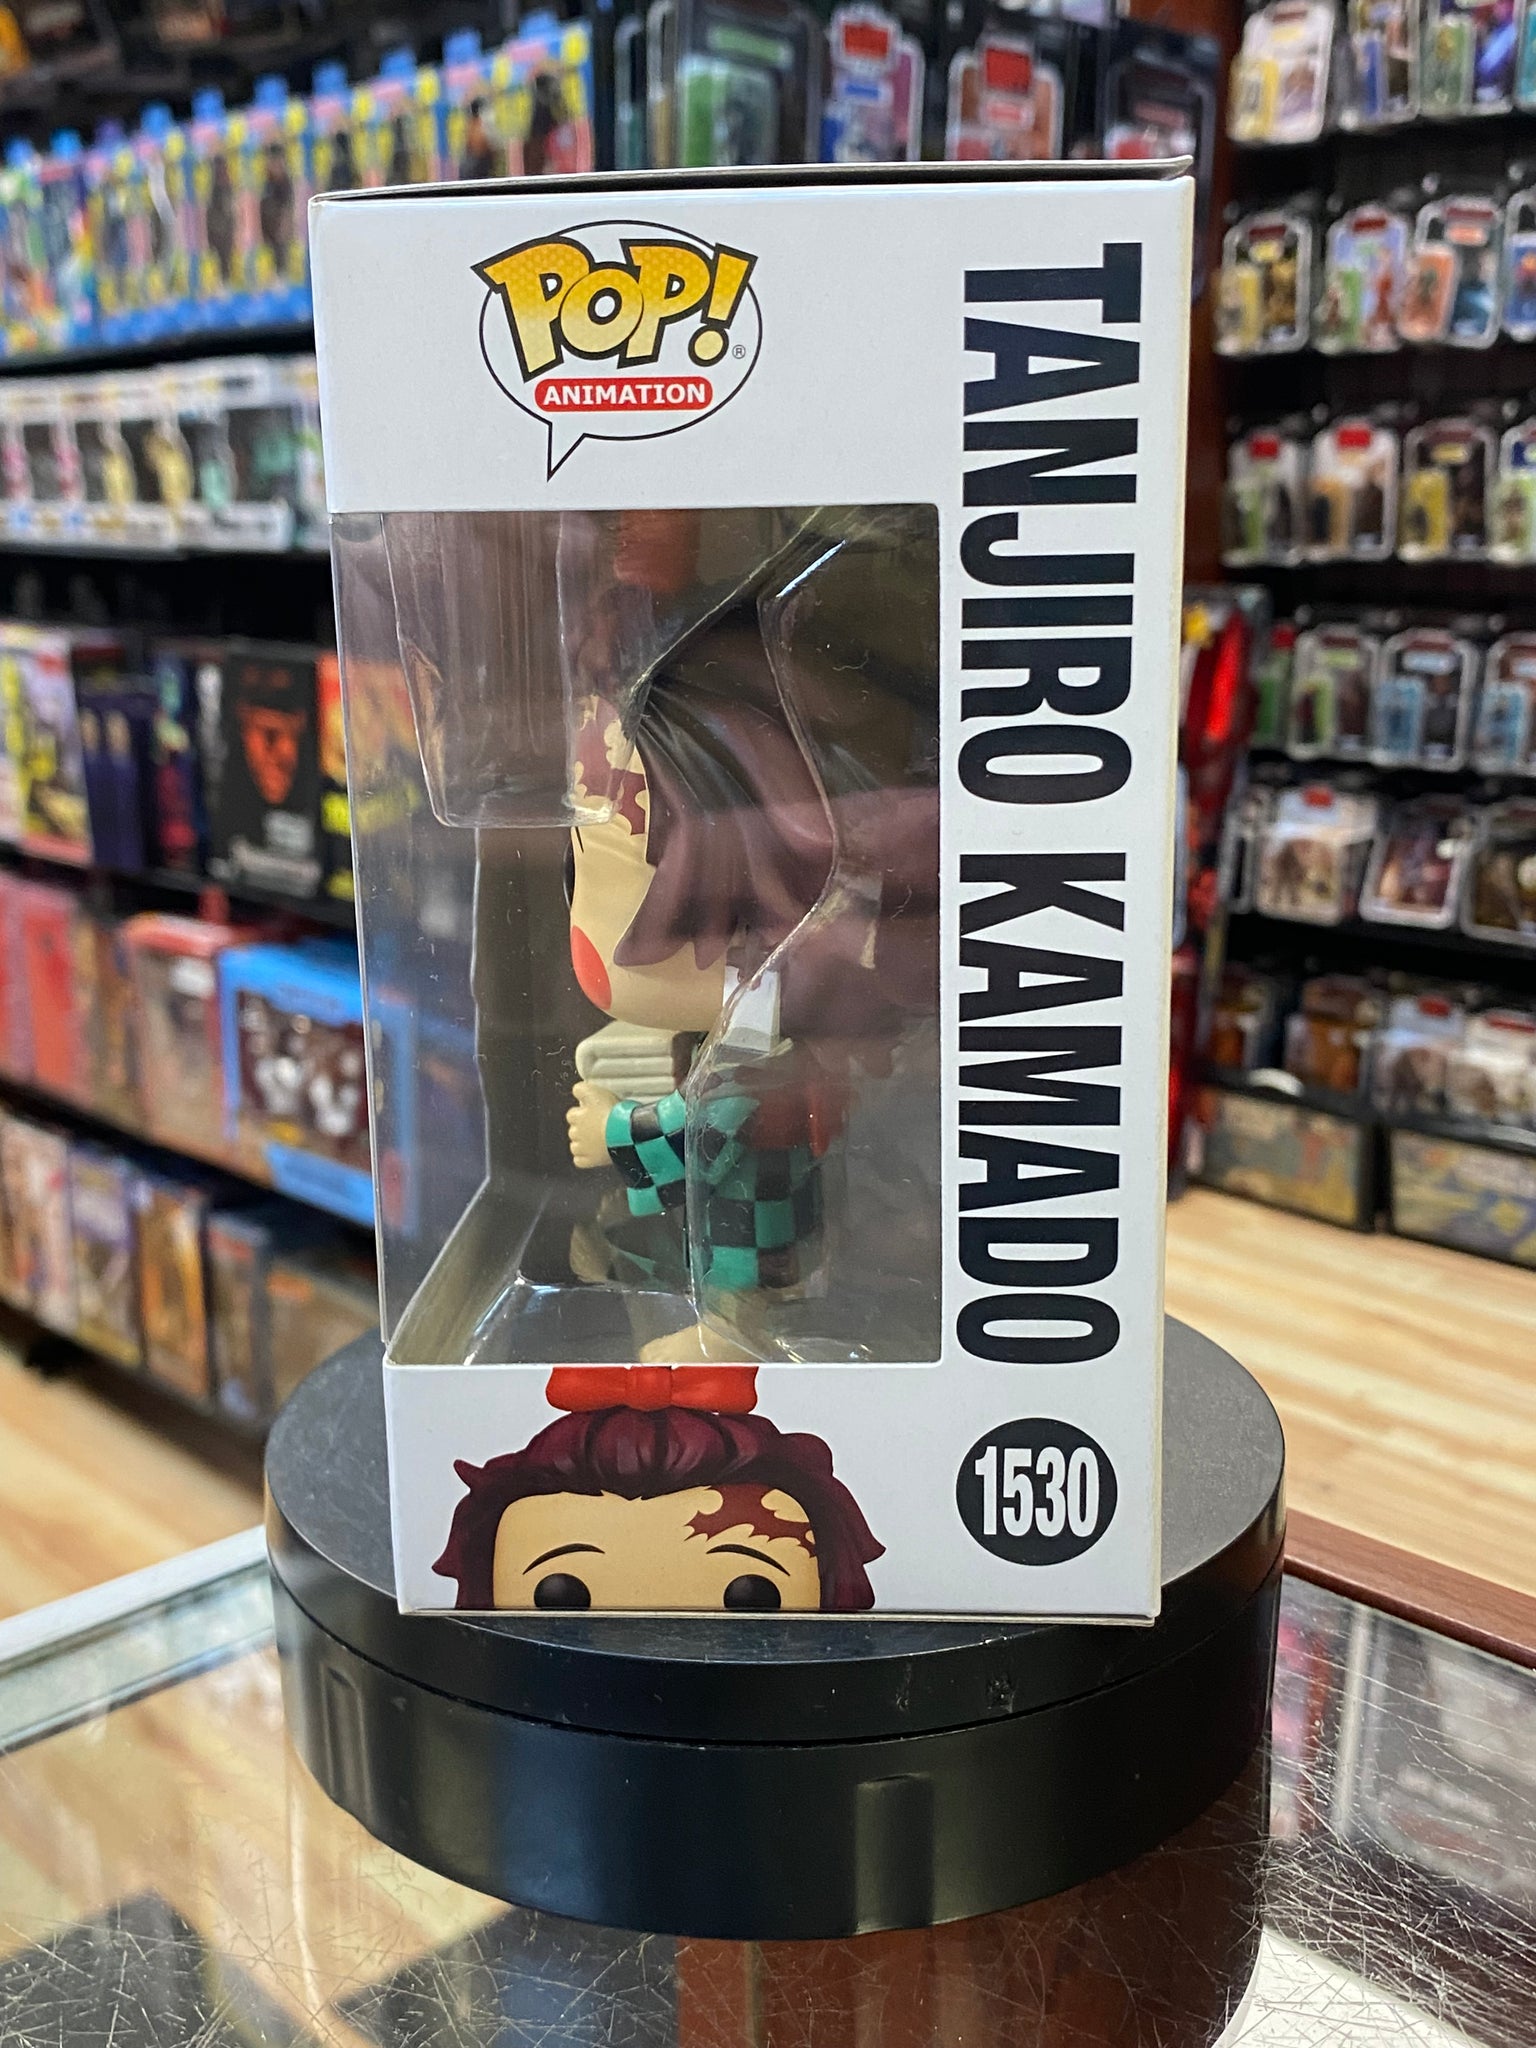 POP!®
ANIMATION
TANJIRO KAMADO
1530